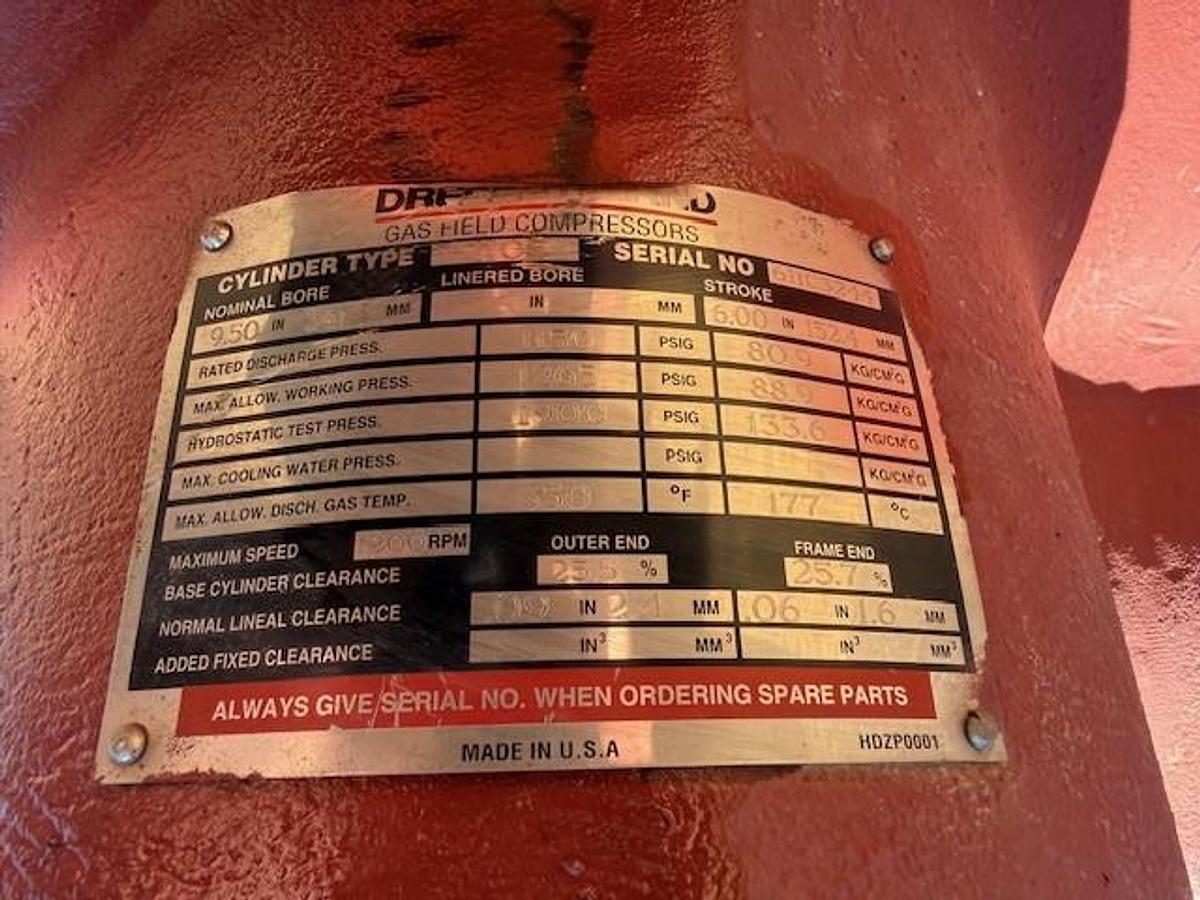 GAS FIELD COMPRESSORS
CYLINDER TYPE SERIAL NO
NOMINAL BORE LINERED BORE STROKE
9.50 IN MM IN MM 6.00 IN 152.4 MM
RATED DISCHARGE PRESS. PSIG 80.9 KG/CM²G
MAX. ALLOW. WORKING PRESS. PSIG KG/CM²G
HYDROSTATIC TEST PRESS. PSIG 133.6 KG/CM²G
MAX. COOLING WATER PRESS. PSIG KG/CM²G
MAX. ALLOW. DISCH. GAS TEMP. 350 °F 177 °C
MAXIMUM SPEED RPM OUTER END FRAME END
BASE CYLINDER CLEARANCE % 25.7 %
NORMAL LINEAL CLEARANCE IN MM .06 IN 1.6 MM
ADDED FIXED CLEARANCE IN³ MM³ IN³ MM³
ALWAYS GIVE SERIAL NO. WHEN ORDERING SPARE PARTS
MADE IN U.S.A HDZP0001